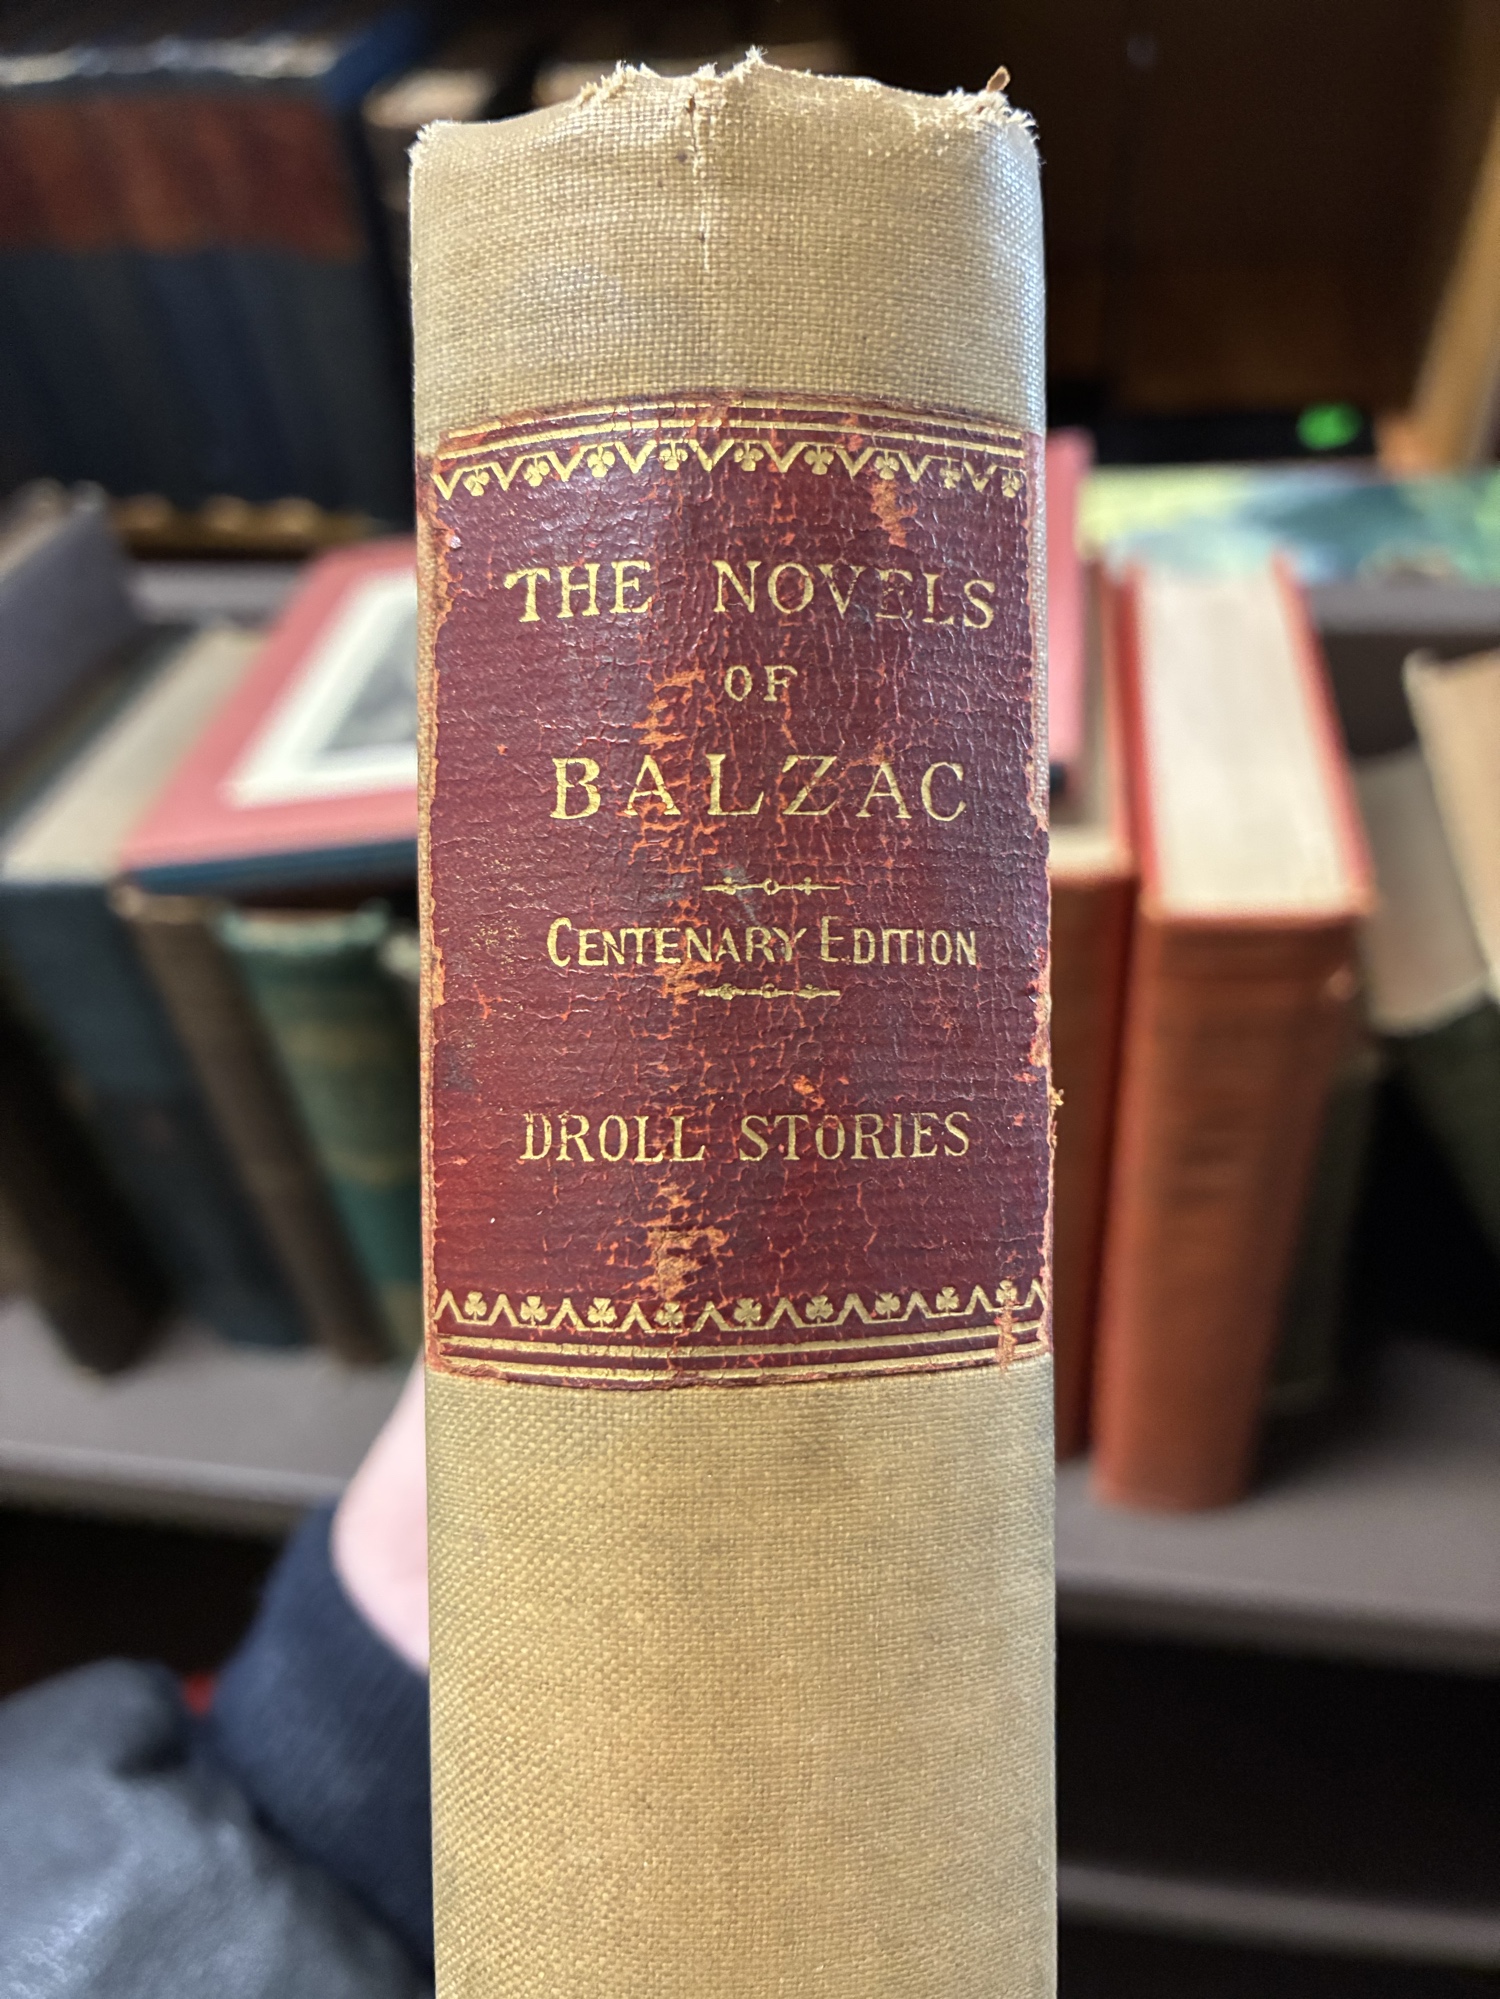 THE NOVELS
OF
BALZAC
CENTENARY EDITION
DROLL STORIES